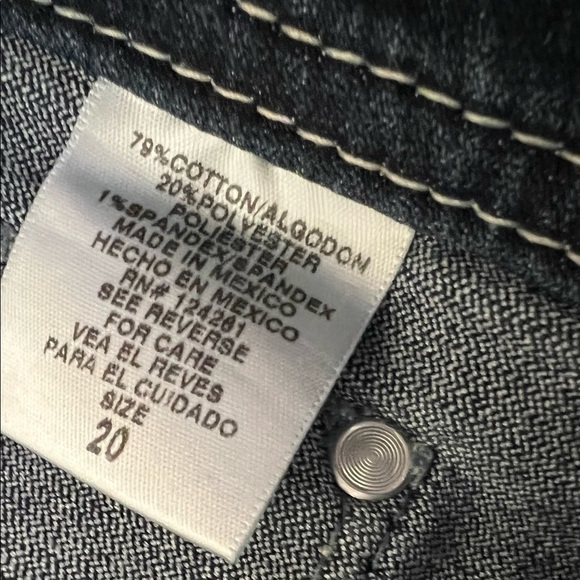 79%COTTON/ALGODON
20%POLYESTER
POLIESTER
1%SPANDEX/SPANDEX
MADE IN MEXICO
HECHO EN MEXICO
RN# 124261
SEE REVERSE
FOR CARE
VEA EL REVES
PARA EL CUIDADO
SIZE
20